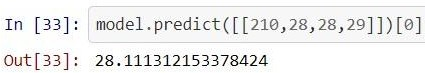 In [33]: model.predict([[210,28,28,29]])[0]
Out[33]: 28.111312153378424